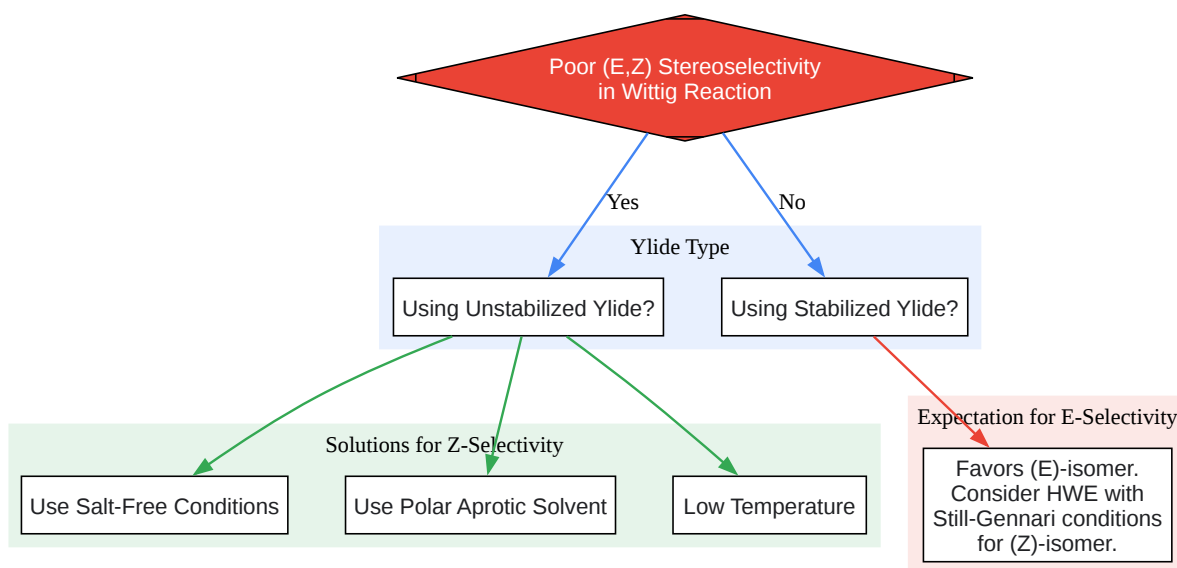 Poor (E,Z) Stereoselectivity
in Wittig Reaction
Yes
No
Ylide Type
Using Unstabilized Ylide?
Using Stabilized Ylide?
Solutions for Z-Selectivity
Expectation for E-Selectivity
Use Salt-Free Conditions
Use Polar Aprotic Solvent
Low Temperature
Favors (E)-isomer.
Consider HWE with
Still-Gennari conditions
for (Z)-isomer.